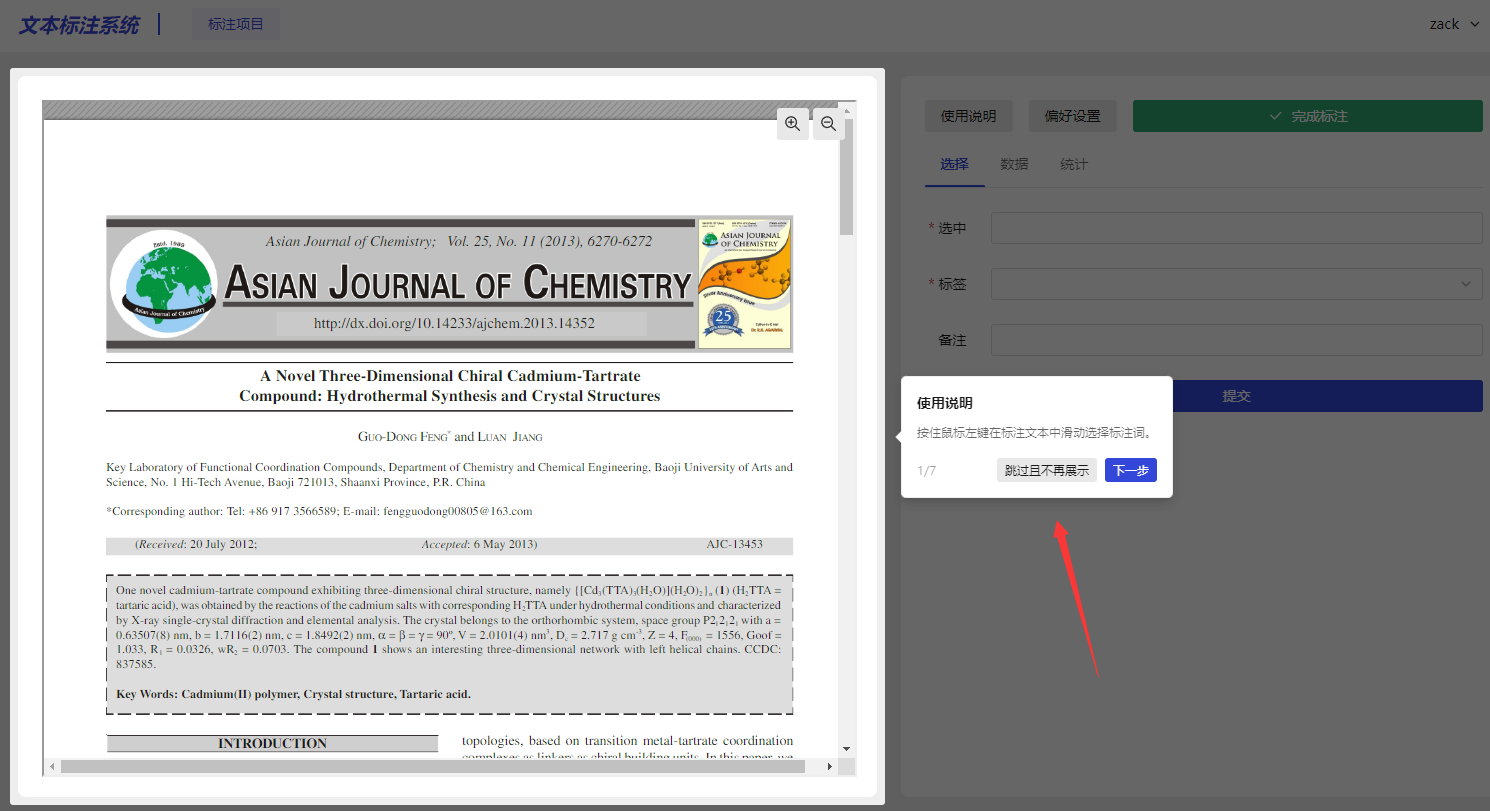 文本标注系统
标注项目
zack
Estd. 1989
Asian Journal of Chemistry
Asian Journal of Chemistry; Vol. 25, No. 11 (2013), 6270-6272
ASIAN JOURNAL OF CHEMISTRY
http://dx.doi.org/10.14233/ajchem.2013.14352
ASIAN JOURNAL
OF CHEMISTRY
Silver Anniversary Issue
25
A Novel Three-Dimensional Chiral Cadmium-Tartrate
Compound: Hydrothermal Synthesis and Crystal Structures
GUO-DONG FENG* and LUAN JIANG
Key Laboratory of Functional Coordination Compounds, Department of Chemistry and Chemical Engineering, Baoji University of Arts and
Science, No. 1 Hi-Tech Avenue, Baoji 721013, Shaanxi Province, P.R. China
*Corresponding author: Tel: +86 917 3566589; E-mail: fengguodong00805@163.com
(Received: 20 July 2012; Accepted: 6 May 2013) AJC-13453
One novel cadmium-tartrate compound exhibiting three-dimensional chiral structure, namely {[Cd₃(TTA)₃(H₂O)](H₂O)₂}ₙ (1) (H₂TTA =
tartaric acid), was obtained by the reactions of the cadmium salts with corresponding H₂TTA under hydrothermal conditions and characterized
by X-ray single-crystal diffraction and elemental analysis. The crystal belongs to the orthorhombic system, space group P2₁2₁2₁ with a =
0.63507(8) nm, b = 1.7116(2) nm, c = 1.8492(2) nm, α = β = γ = 90º, V = 2.0101(4) nm³, D꜀ = 2.717 g cm⁻³, Z = 4, F₍₀₀₀₎ = 1556, Goof =
1.033, R₁ = 0.0326, wR₂ = 0.0703. The compound 1 shows an interesting three-dimensional network with left helical chains. CCDC:
837585.
Key Words: Cadmium(II) polymer, Crystal structure, Tartaric acid.
INTRODUCTION
topologies, based on transition metal-tartrate coordination
complexes as linkers as chiral building units. In this paper, we
使用说明
偏好设置
完成标注
选择
数据
统计
* 选中
* 标签
备注
提交
使用说明
按住鼠标左键在标注文本中滑动选择标注词。
1/7
跳过且不再展示
下一步